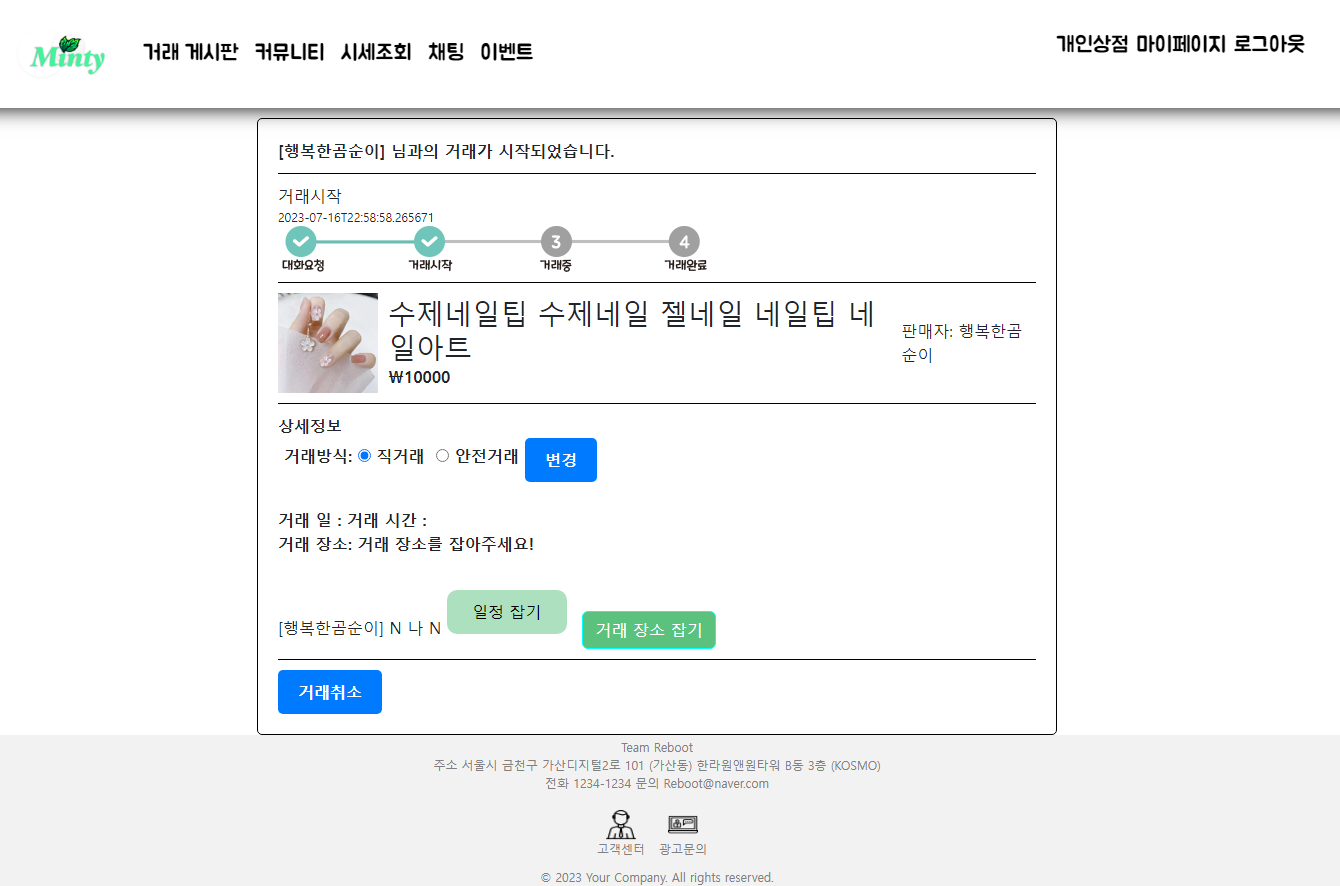 Minty
거래 게시판 커뮤니티 시세조회 채팅 이벤트
개인상점 마이페이지 로그아웃
[행복한곰순이] 님과의 거래가 시작되었습니다.
거래시작
2023-07-16T22:58:58.265671
3 4
대화요청 거래시작 거래중 거래완료
수제네일팁 수제네일 젤네일 네일팁 네
일아트
₩10000
판매자: 행복한곰
순이
상세정보
거래방식: 직거래 안전거래 변경
거래 일 : 거래 시간 :
거래 장소: 거래 장소를 잡아주세요!
[행복한곰순이] N 나 N 일정 잡기 거래 장소 잡기
거래취소
Team Reboot
주소 서울시 금천구 가산디지털2로 101 (가산동) 한라원앤원타워 B동 3층 (KOSMO)
전화 1234-1234 문의 Reboot@naver.com
고객센터 광고문의
© 2023 Your Company. All rights reserved.